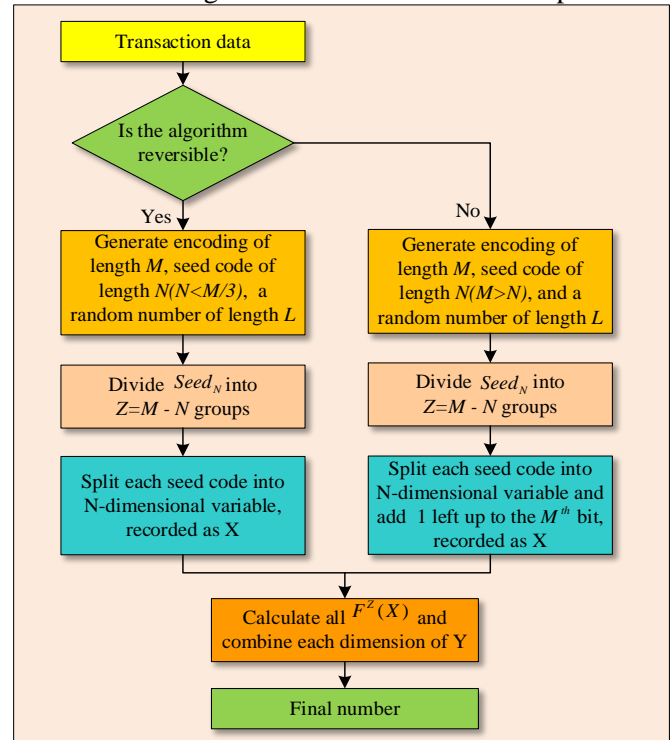 Transaction data
Is the algorithm
reversible?
Yes
No
Generate encoding of
length M, seed code of
length N(N<M/3), a
random number of length L
Generate encoding of
length M, seed code of
length N(M>N), and a
random number of length L
Divide Seed_N into
Z=M - N groups
Divide Seed_N into
Z=M - N groups
Split each seed code into
N-dimensional variable,
recorded as X
Split each seed code into
N-dimensional variable and
add 1 left up to the M^th bit,
recorded as X
Calculate all F^Z(X) and
combine each dimension of Y
Final number